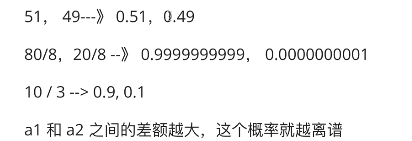 51， 49---》 0.51，0.49
80/8，20/8 --》 0.9999999999， 0.0000000001
10 / 3 --> 0.9, 0.1
a1 和 a2 之间的差额越大，这个概率就越离谱